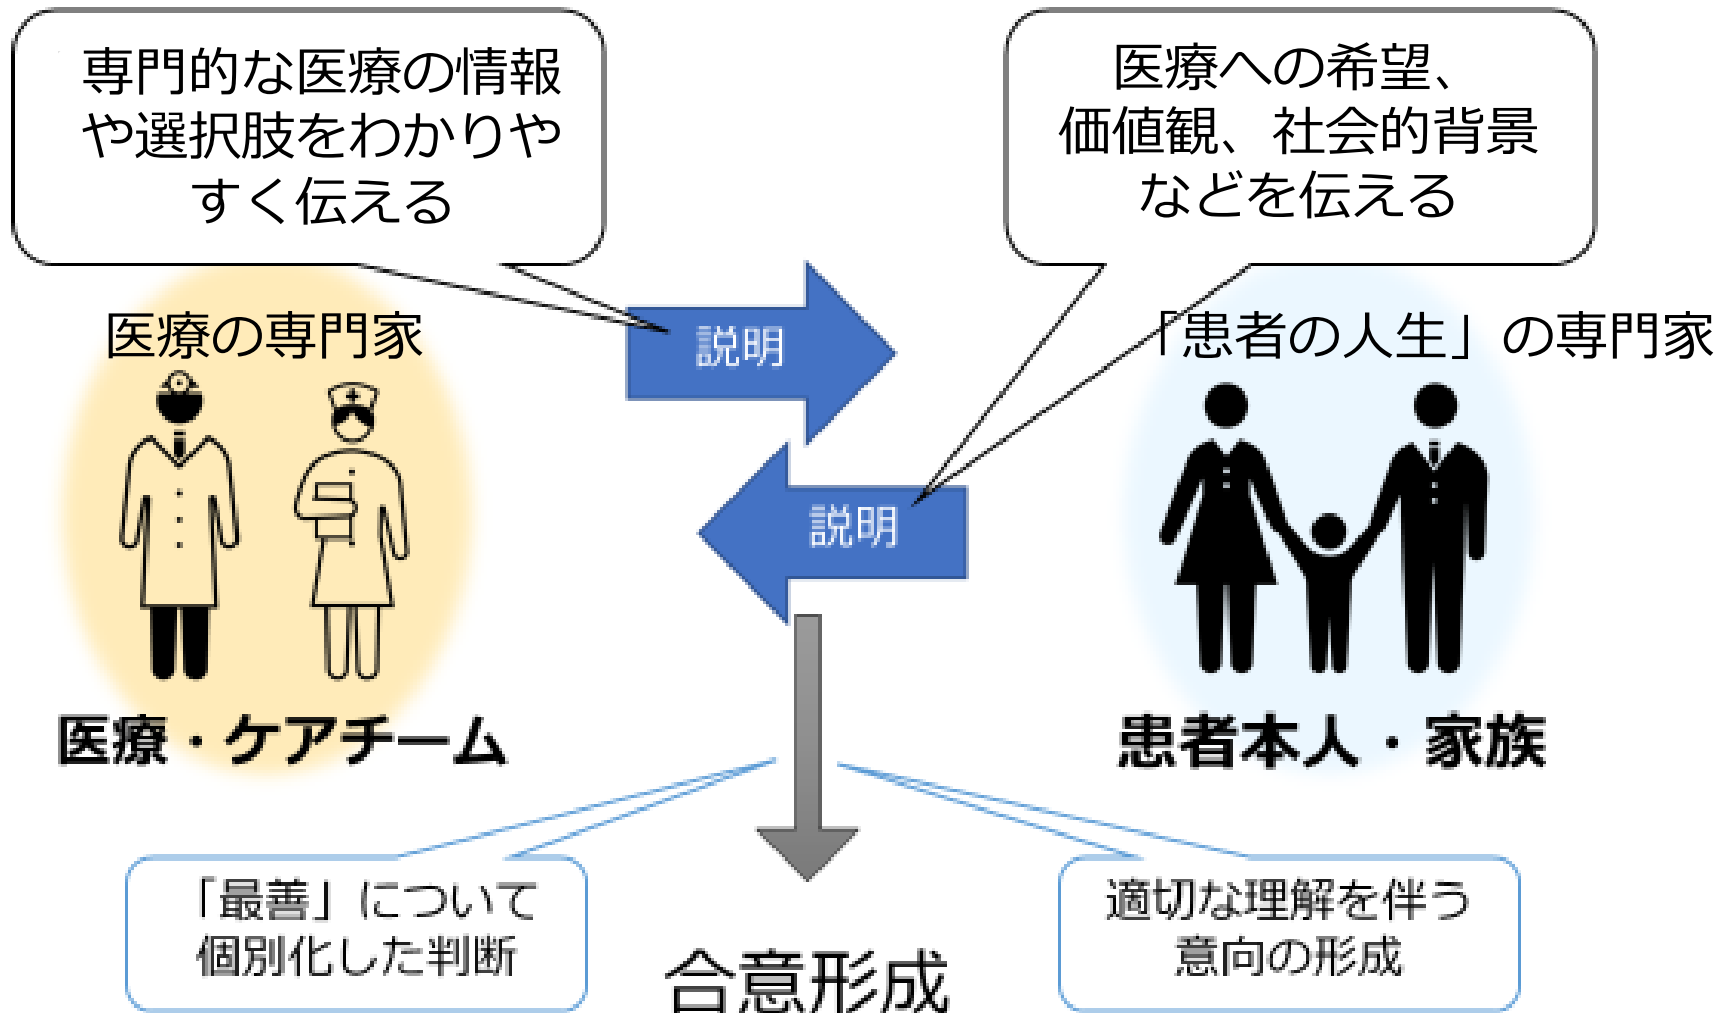 専門的な医療の情報
や選択肢をわかりや
すく伝える
医療への希望、
価値観、社会的背景
などを伝える
医療の専門家
説明
「患者の人生」の専門家
説明
医療・ケアチーム
患者本人・家族
「最善」について
個別化した判断
適切な理解を伴う
意向の形成
合意形成